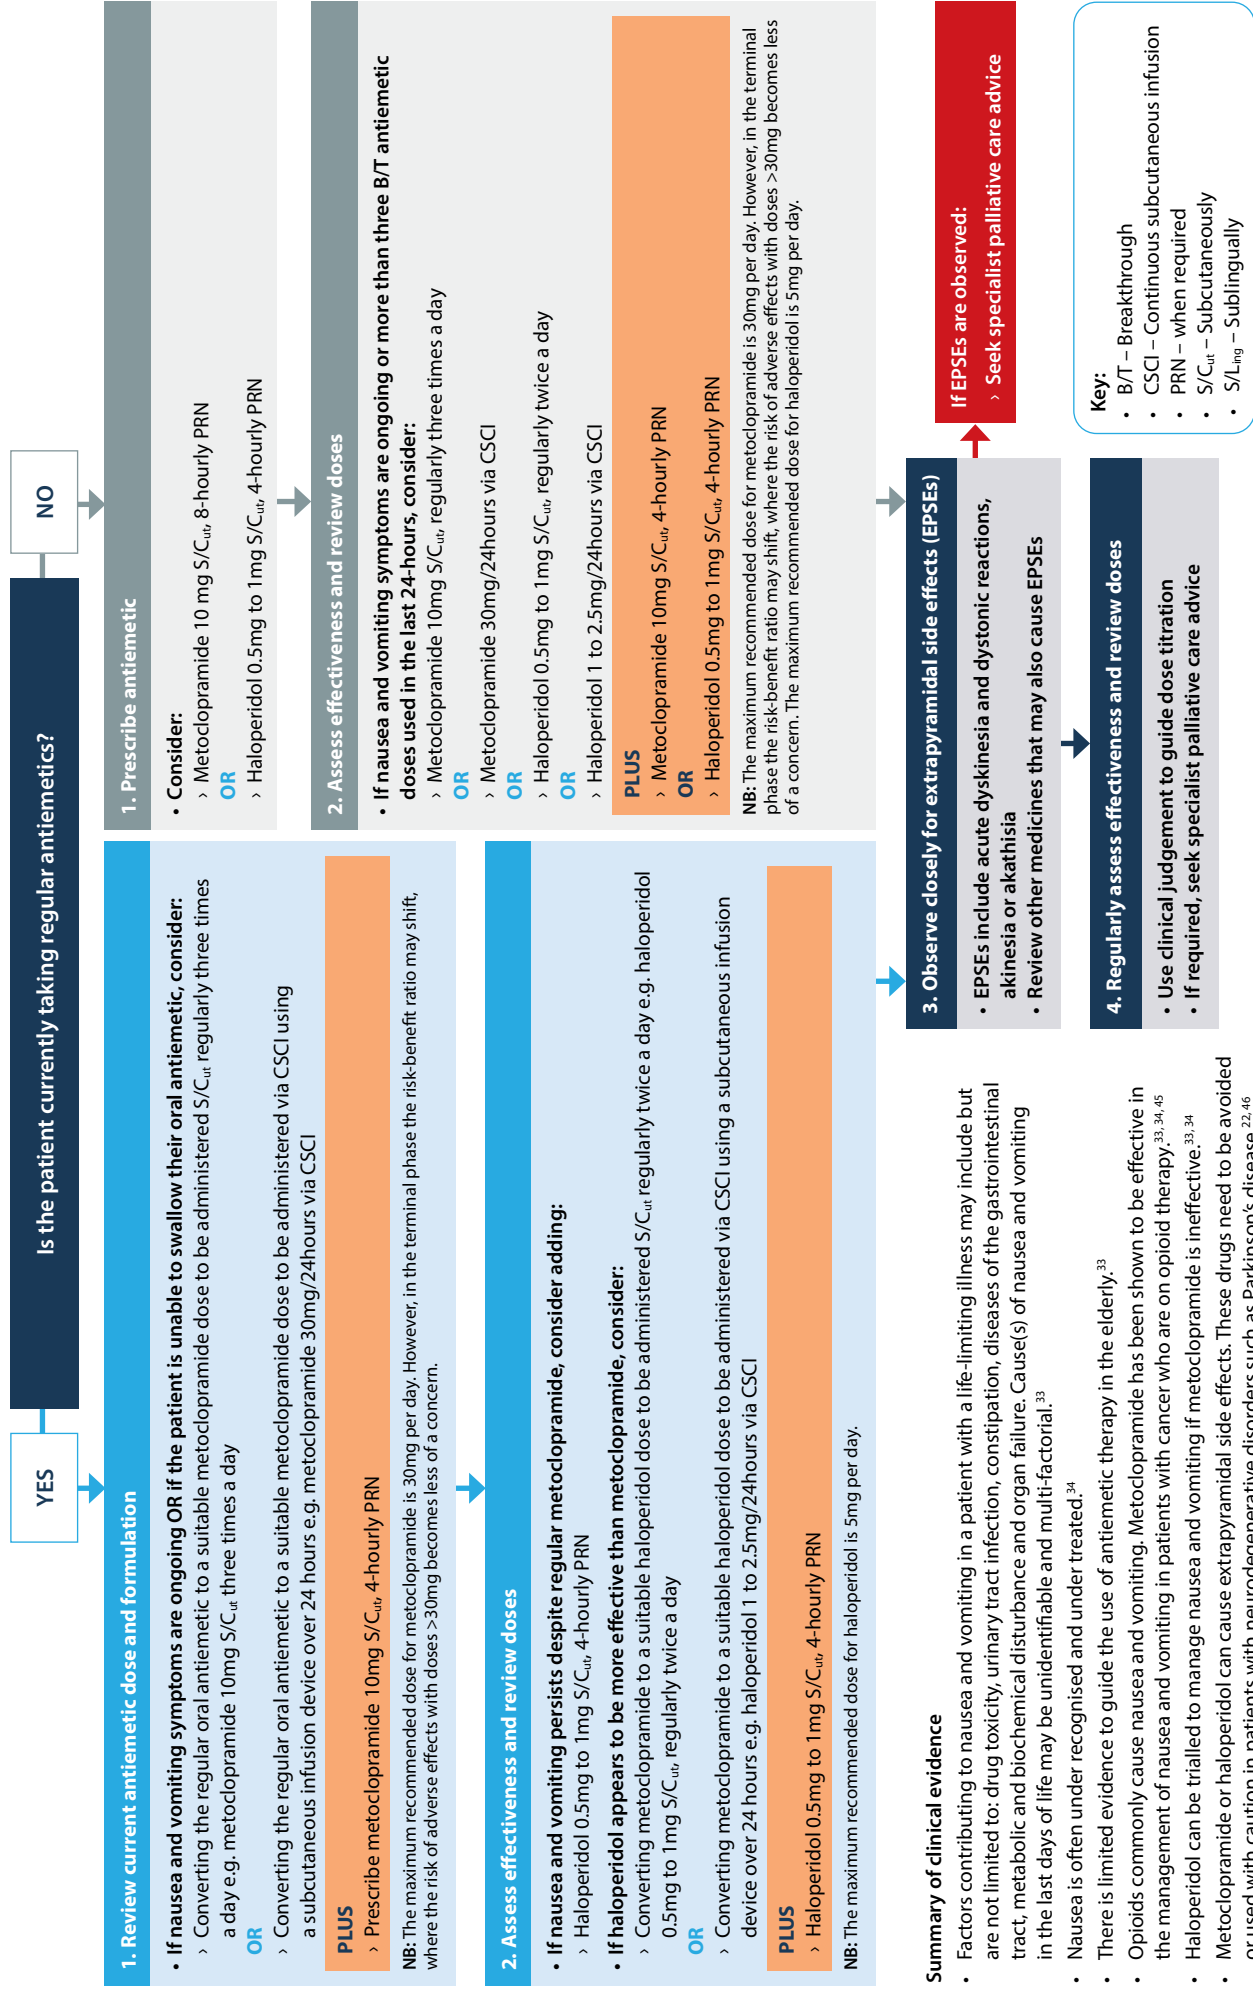 Is the patient currently taking regular antiemetics?
YES
NO
1. Review current antiemetic dose and formulation
• If nausea and vomiting symptoms are ongoing OR if the patient is unable to swallow their oral antiemetic, consider:
› Converting the regular oral antiemetic to a suitable metoclopramide dose to be administered S/Cut regularly three times
a day e.g. metoclopramide 10mg S/Cut three times a day
OR
› Converting the regular oral antiemetic to a suitable metoclopramide dose to be administered via CSCI using
a subcutaneous infusion device over 24 hours e.g. metoclopramide 30mg/24hours via CSCI
PLUS
› Prescribe metoclopramide 10mg S/Cut, 4-hourly PRN
NB: The maximum recommended dose for metoclopramide is 30mg per day. However, in the terminal phase the risk-benefit ratio may shift,
where the risk of adverse effects with doses >30mg becomes less of a concern.
2. Assess effectiveness and review doses
• If nausea and vomiting persists despite regular metoclopramide, consider adding:
› Haloperidol 0.5mg to 1mg S/Cut, 4-hourly PRN
• If haloperidol appears to be more effective than metoclopramide, consider:
› Converting metoclopramide to a suitable haloperidol dose to be administered S/Cut regularly twice a day e.g. haloperidol
0.5mg to 1mg S/Cut, regularly twice a day
OR
› Converting metoclopramide to a suitable haloperidol dose to be administered via CSCI using a subcutaneous infusion
device over 24 hours e.g. haloperidol 1 to 2.5mg/24hours via CSCI
PLUS
› Haloperidol 0.5mg to 1mg S/Cut, 4-hourly PRN
NB: The maximum recommended dose for haloperidol is 5mg per day.
1. Prescribe antiemetic
• Consider:
› Metoclopramide 10 mg S/Cut, 8-hourly PRN
OR
› Haloperidol 0.5mg to 1mg S/Cut, 4-hourly PRN
2. Assess effectiveness and review doses
• If nausea and vomiting symptoms are ongoing or more than three B/T antiemetic
doses used in the last 24-hours, consider:
› Metoclopramide 10mg S/Cut, regularly three times a day
OR
› Metoclopramide 30mg/24hours via CSCI
OR
› Haloperidol 0.5mg to 1mg S/Cut, regularly twice a day
OR
› Haloperidol 1 to 2.5mg/24hours via CSCI
PLUS
› Metoclopramide 10mg S/Cut, 4-hourly PRN
OR
› Haloperidol 0.5mg to 1mg S/Cut, 4-hourly PRN
NB: The maximum recommended dose for metoclopramide is 30mg per day. However, in the terminal
phase the risk-benefit ratio may shift, where the risk of adverse effects with doses >30mg becomes less
of a concern. The maximum recommended dose for haloperidol is 5mg per day.
3. Observe closely for extrapyramidal side effects (EPSEs)
• EPSEs include acute dyskinesia and dystonic reactions,
akinesia or akathisia
• Review other medicines that may also cause EPSEs
If EPSEs are observed:
› Seek specialist palliative care advice
4. Regularly assess effectiveness and review doses
• Use clinical judgement to guide dose titration
• If required, seek specialist palliative care advice
Key:
• B/T – Breakthrough
• CSCI – Continuous subcutaneous infusion
• PRN – when required
• S/Cut – Subcutaneously
• S/Ling – Sublingually
Summary of clinical evidence
• Factors contributing to nausea and vomiting in a patient with a life-limiting illness may include but
are not limited to: drug toxicity, urinary tract infection, constipation, diseases of the gastrointestinal
tract, metabolic and biochemical disturbance and organ failure. Cause(s) of nausea and vomiting
in the last days of life may be unidentifiable and multi-factorial.33
• Nausea is often under recognised and under treated.34
• There is limited evidence to guide the use of antiemetic therapy in the elderly.33
• Opioids commonly cause nausea and vomiting. Metoclopramide has been shown to be effective in
the management of nausea and vomiting in patients with cancer who are on opioid therapy.33, 34, 45
• Haloperidol can be trialled to manage nausea and vomiting if metoclopramide is ineffective.33, 34
• Metoclopramide or haloperidol can cause extrapyramidal side effects. These drugs need to be avoided
or used with caution in patients with neurodegenerative disorders such as Parkinson's disease.22, 46